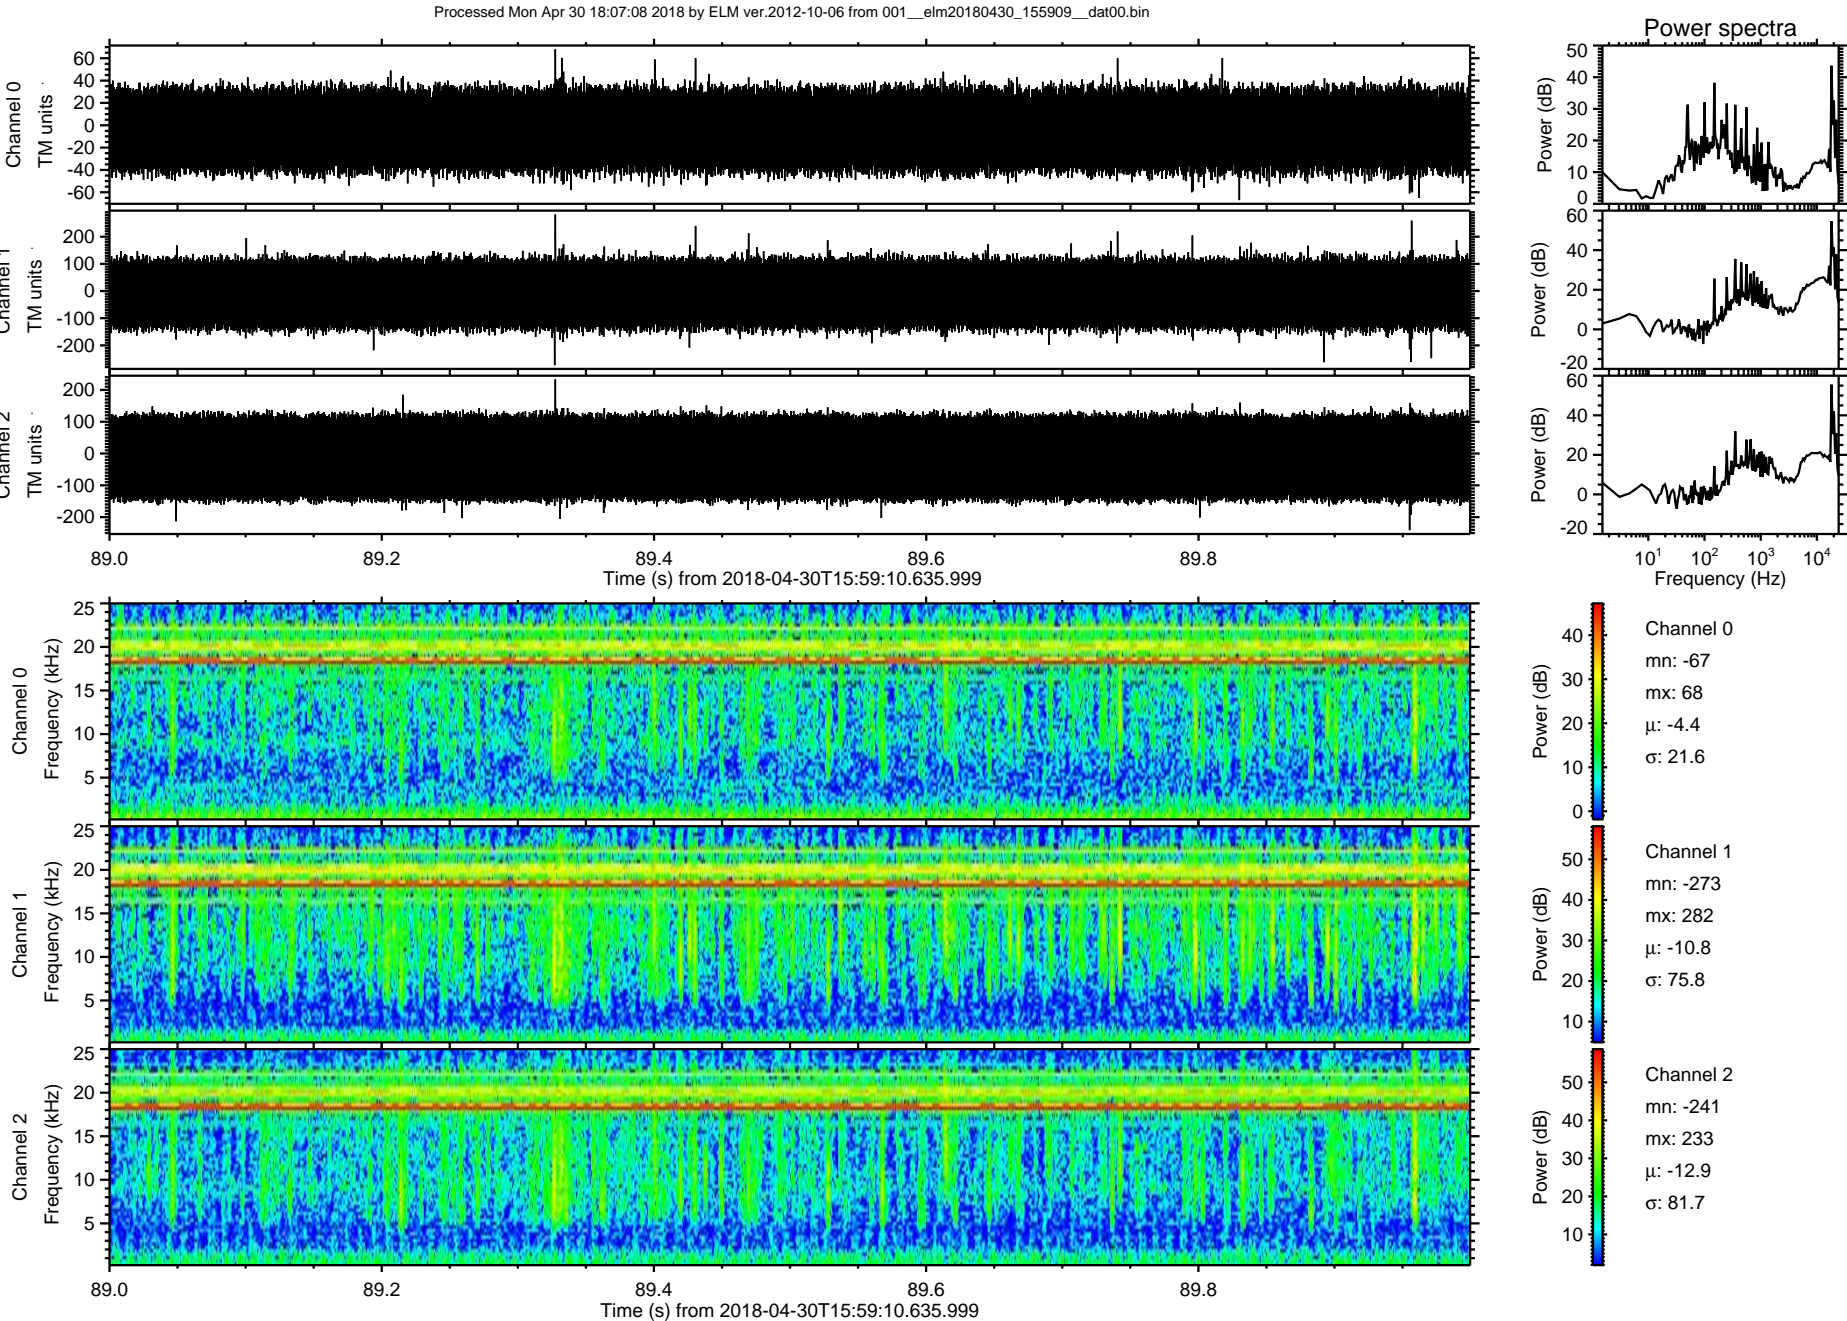 Processed Mon Apr 30 18:07:08 2018 by ELM ver.2012-10-06 from 001__elm20180430_155909__dat00.bin
Power spectra
Channel 0
TM units
60
40
20
0
-20
-40
-60
Power (dB)
50
40
30
20
10
0
Channel 1
TM units
200
100
0
-100
-200
Power (dB)
60
40
20
0
-20
Channel 2
TM units
200
100
0
-100
-200
Power (dB)
60
40
20
0
-20
89.0 89.2 89.4 89.6 89.8
Time (s) from 2018-04-30T15:59:10.635.999
10^1 10^2 10^3 10^4
Frequency (Hz)
Channel 0
Frequency (kHz)
25
20
15
10
5
Power (dB)
40
30
20
10
0
Channel 0
mn: -67
mx: 68
μ: -4.4
σ: 21.6
Channel 1
Frequency (kHz)
25
20
15
10
5
Power (dB)
50
40
30
20
10
Channel 1
mn: -273
mx: 282
μ: -10.8
σ: 75.8
Channel 2
Frequency (kHz)
25
20
15
10
5
Power (dB)
50
40
30
20
10
Channel 2
mn: -241
mx: 233
μ: -12.9
σ: 81.7
89.0 89.2 89.4 89.6 89.8
Time (s) from 2018-04-30T15:59:10.635.999